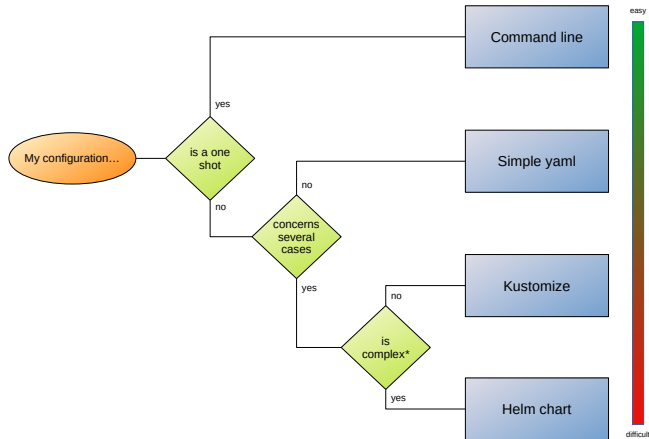 easy
Command line
yes
My configuration…
is a one
shot
Simple yaml
no
no
concerns
several
cases
yes
Kustomize
no
is
complex*
yes
Helm chart
difficult